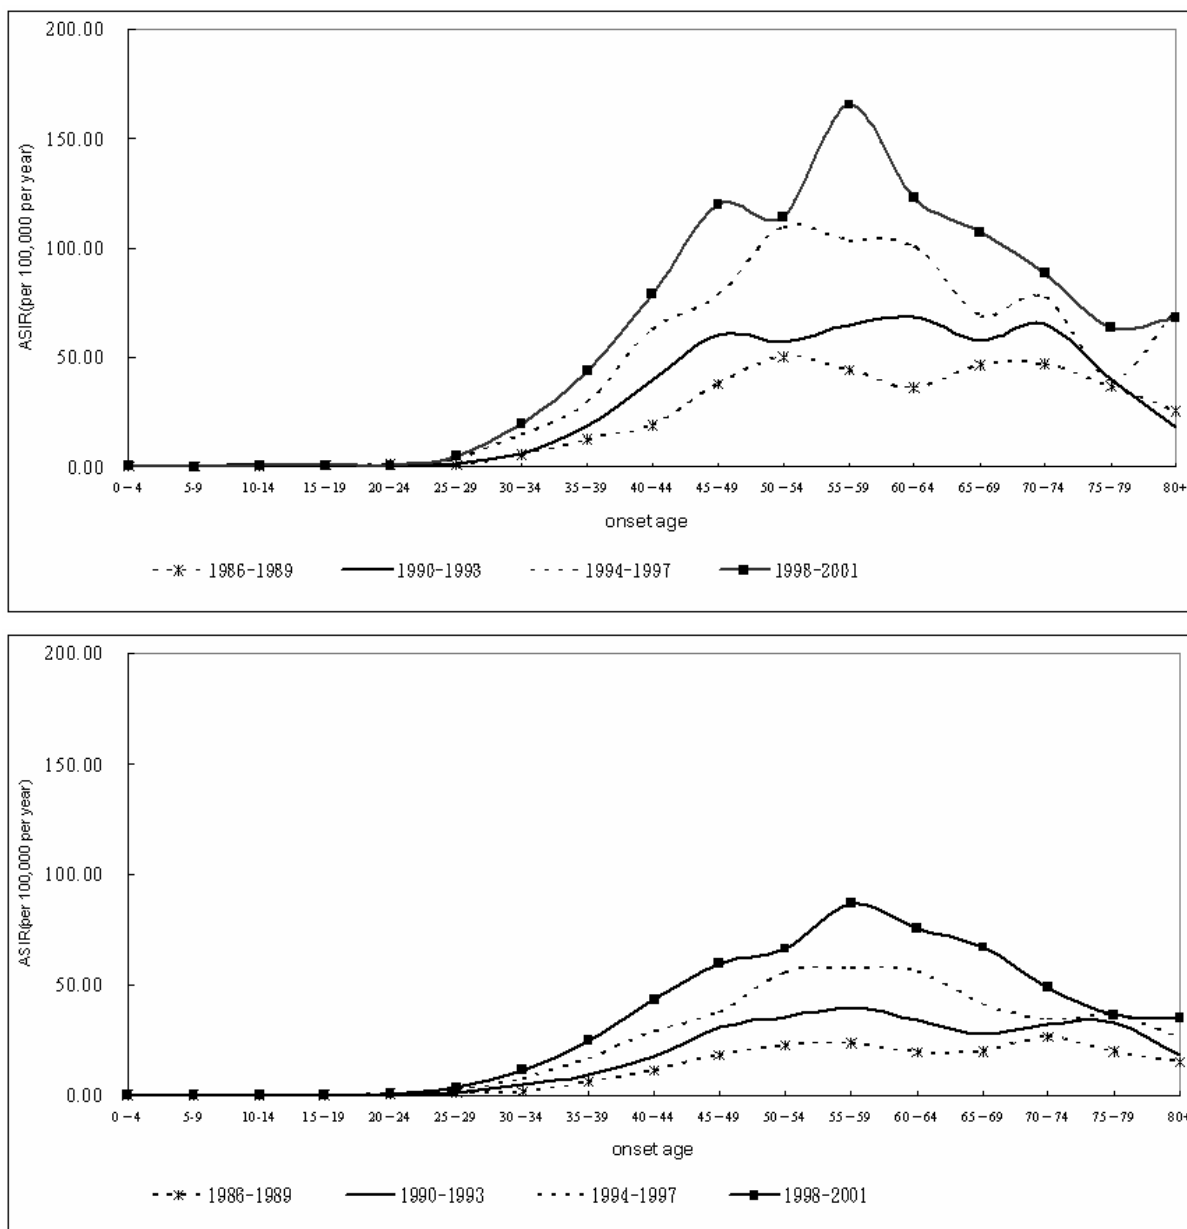 200.00
150.00
100.00
50.00
0.00
ASIR(per 100,000 per year)
0-4 5-9 10-14 15-19 20-24 25-29 30-34 35-39 40-44 45-49 50-54 55-59 60-64 65-69 70-74 75-79 80+
onset age
1986-1989 1990-1993 1994-1997 1998-2001
200.00
150.00
100.00
50.00
0.00
ASIR(per 100,000 per year)
0-4 5-9 10-14 15-19 20-24 25-29 30-34 35-39 40-44 45-49 50-54 55-59 60-64 65-69 70-74 75-79 80+
onset age
1986-1989 1990-1993 1994-1997 1998-2001